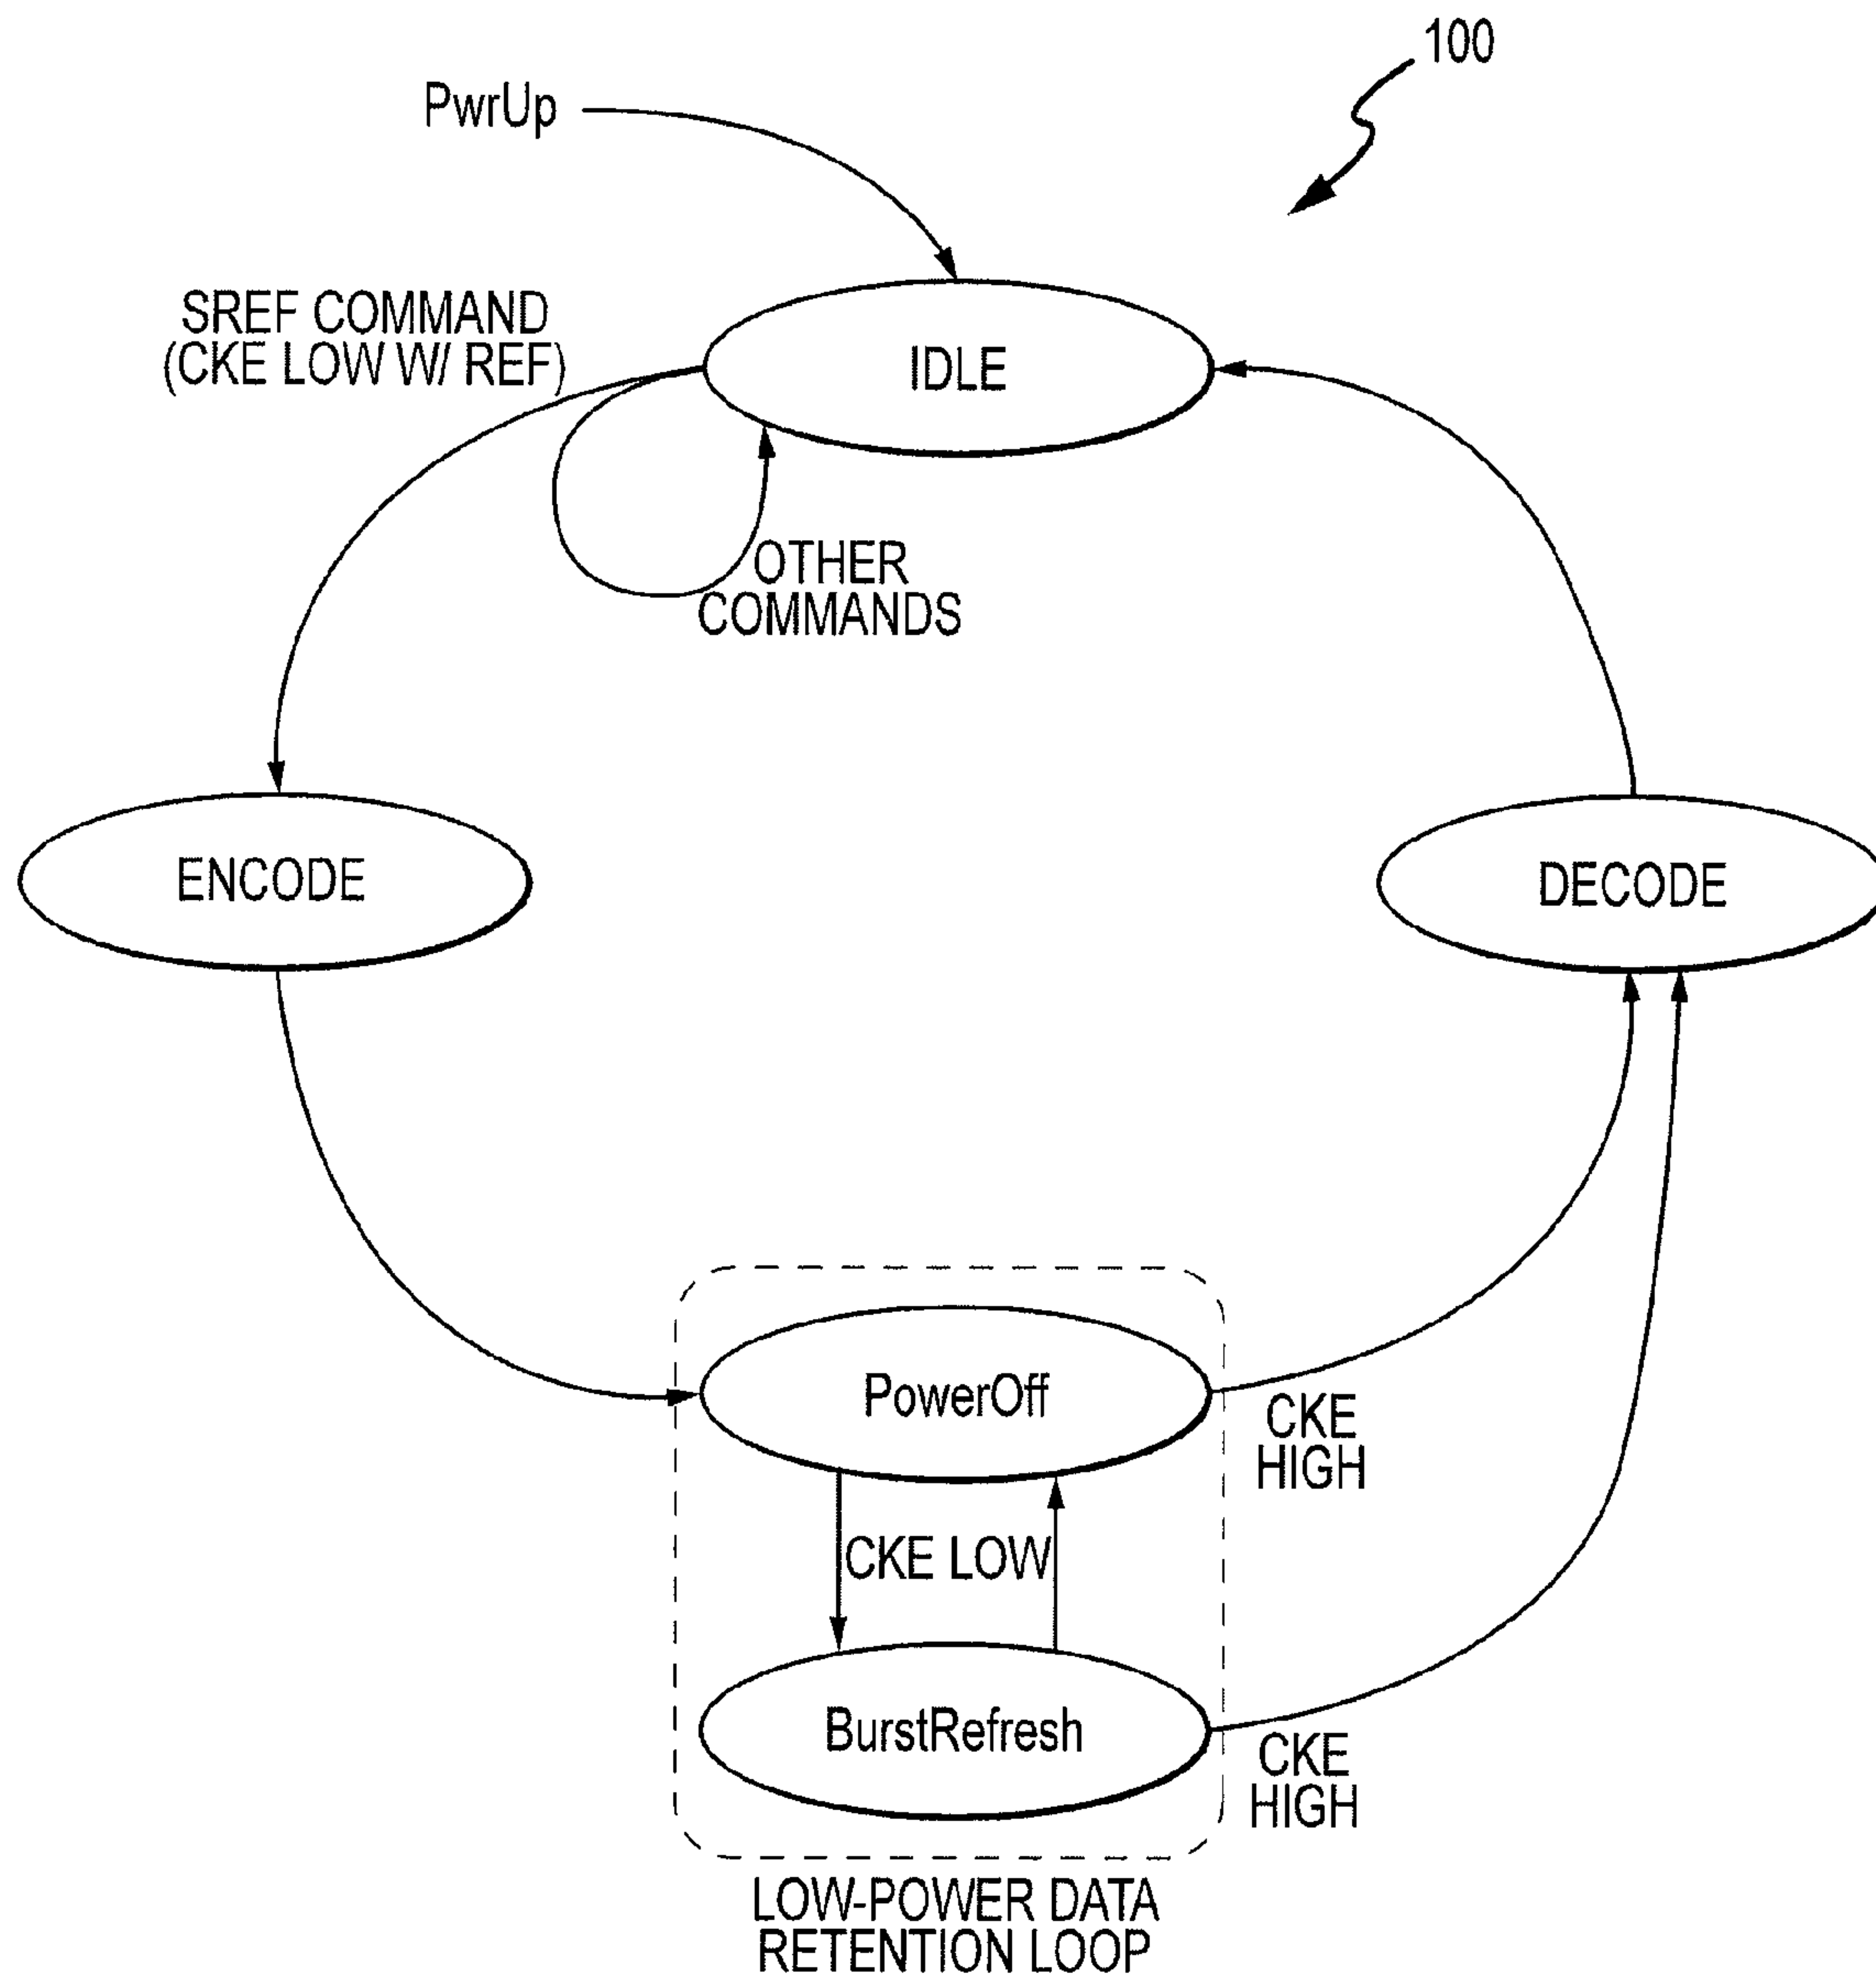 100
PwrUp
SREF COMMAND
(CKE LOW W/ REF)
IDLE
OTHER
COMMANDS
ENCODE
DECODE
PowerOff
CKE
HIGH
CKE LOW
BurstRefresh
CKE
HIGH
LOW-POWER DATA
RETENTION LOOP